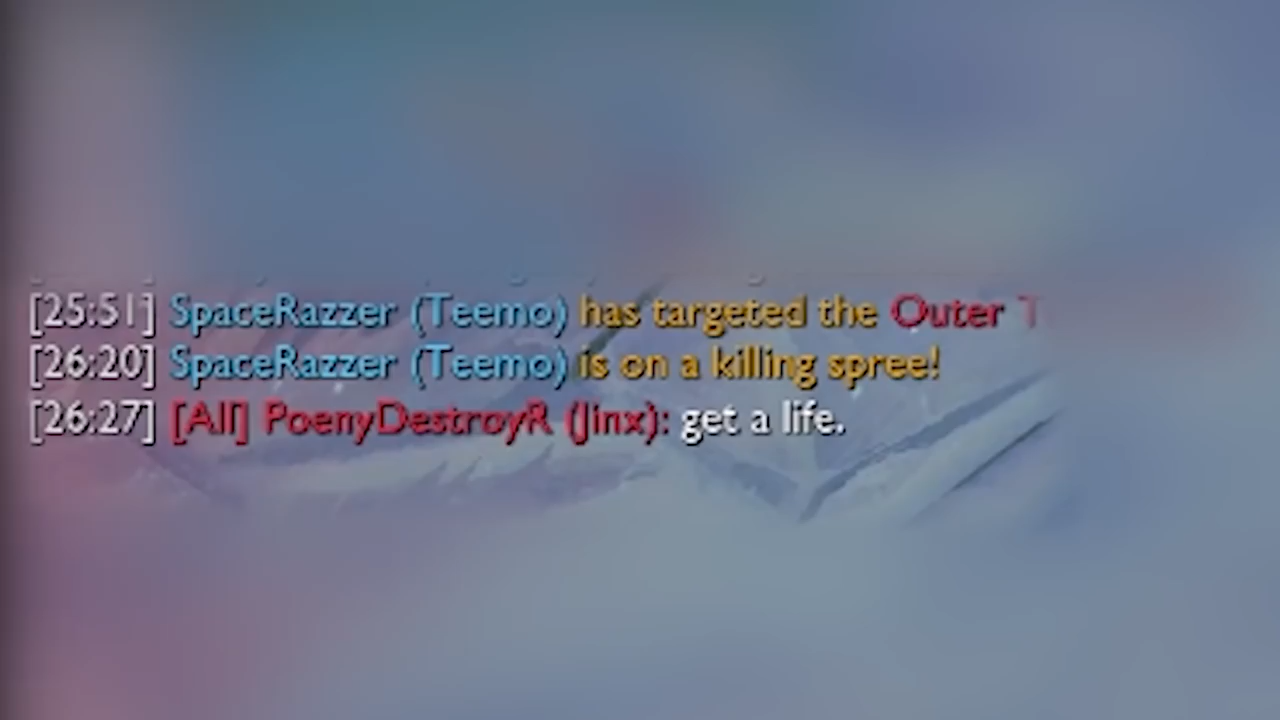 [25:51] SpaceRazzer (Teemo) has targeted the Outer T
[26:20] SpaceRazzer (Teemo) is on a killing spree!
[26:27] [All] PoenyDestroyR (Jinx): get a life.